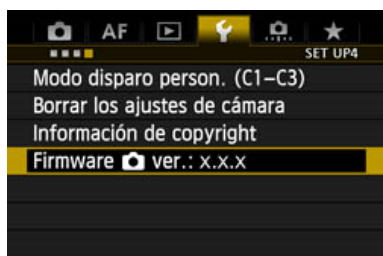 AF
SET UP4
Modo disparo person. (C1-C3)
Borrar los ajustes de cámara
Información de copyright
Firmware ver.: x.x.x